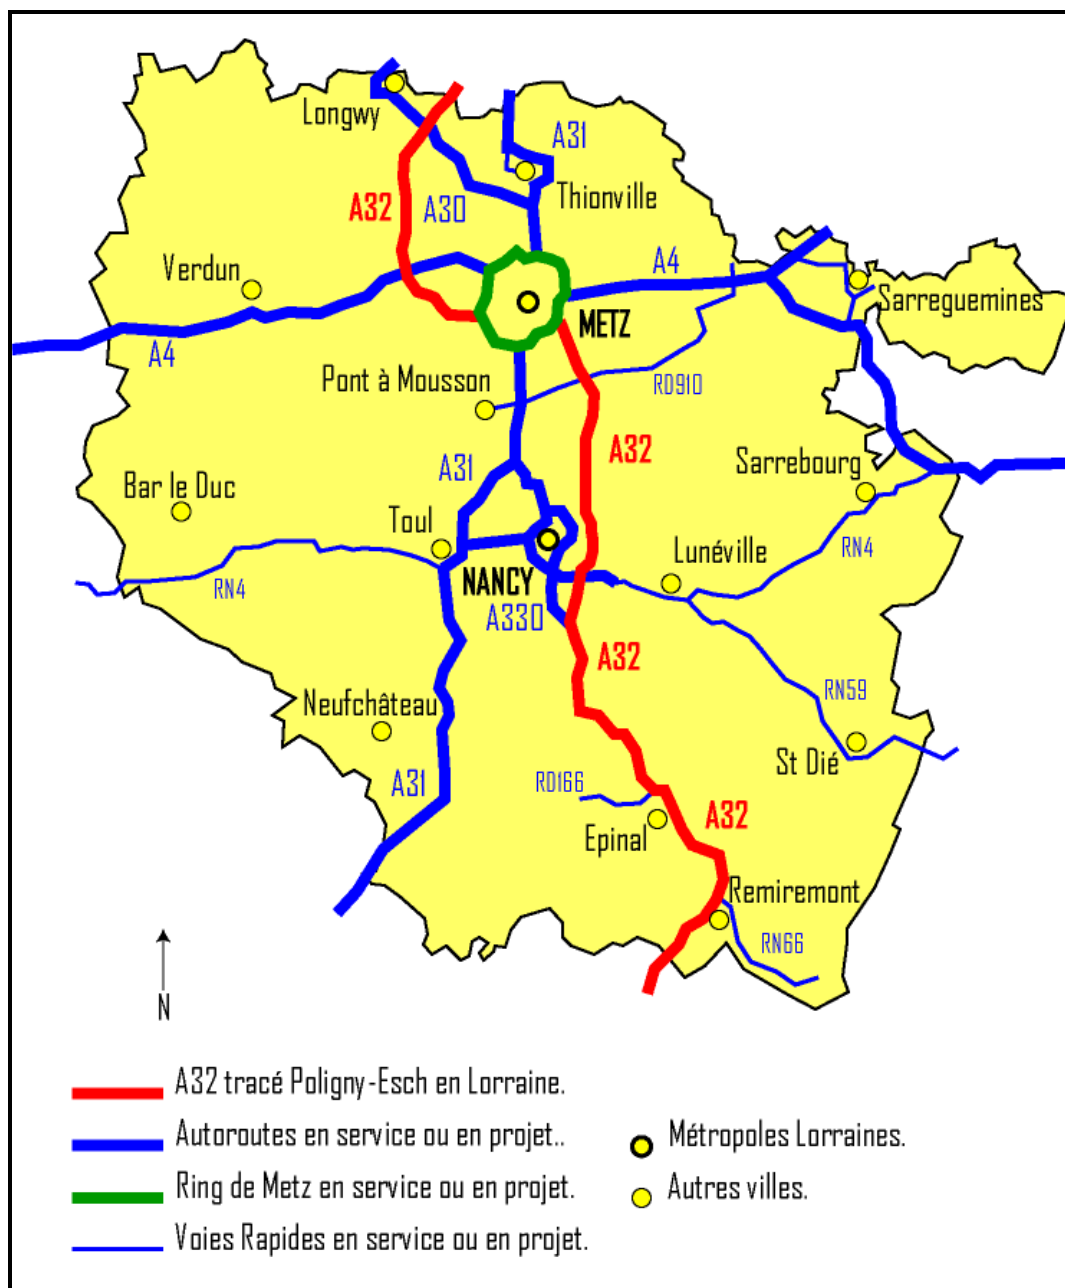 Longwy
A31
Thionville
A32
A30
Verdun
A4
Sarreguemines
METZ
A4
Pont à Mousson
RD910
A32
A31
Sarrebourg
Bar le Duc
Toul
Lunéville
RN4
RN4
NANCY
A330
A32
RN59
Neufchâteau
St Dié
A31
RD166
A32
Epinal
Remiremont
RN66
N
A32 tracé Poligny-Esch en Lorraine.
Autoroutes en service ou en projet..
Métropoles Lorraines.
Ring de Metz en service ou en projet.
Autres villes.
Voies Rapides en service ou en projet.